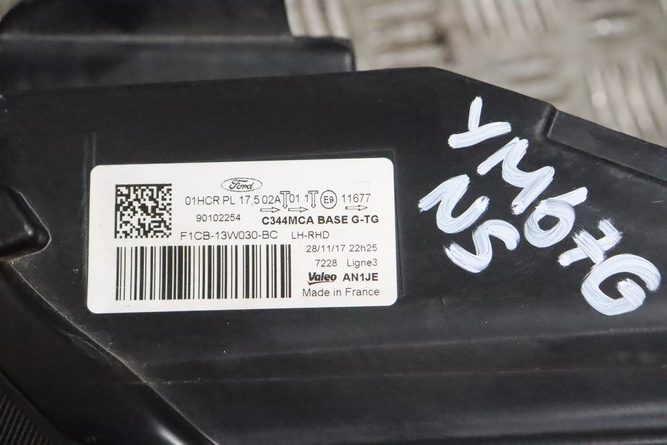 Ford
01HCR PL 17,5 02A 01 1 E9 11677
90102254 C344MCA BASE G-TG
F1CB-13W030-BC LH-RHD
28/11/17 22h25
7228 Ligne3
Valeo AN1JE
Made in France
YM67G
NS